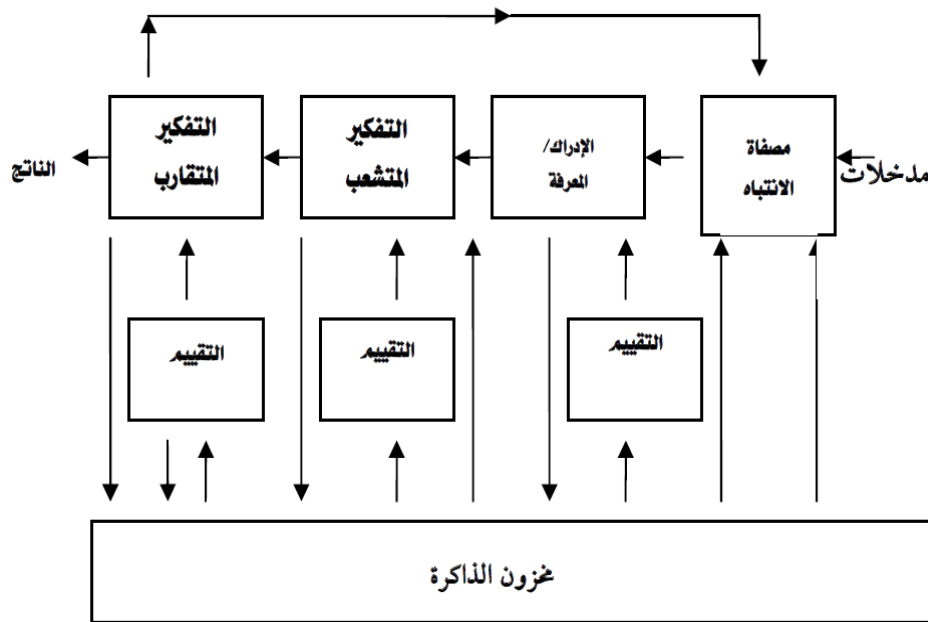 مدخلات
مصفاة
الانتباه
الإدراك/
المعرفة
التفكير
المتشعب
التفكير
المتقارب
الناتج
التقييم
التقييم
التقييم
مخزون الذاكرة